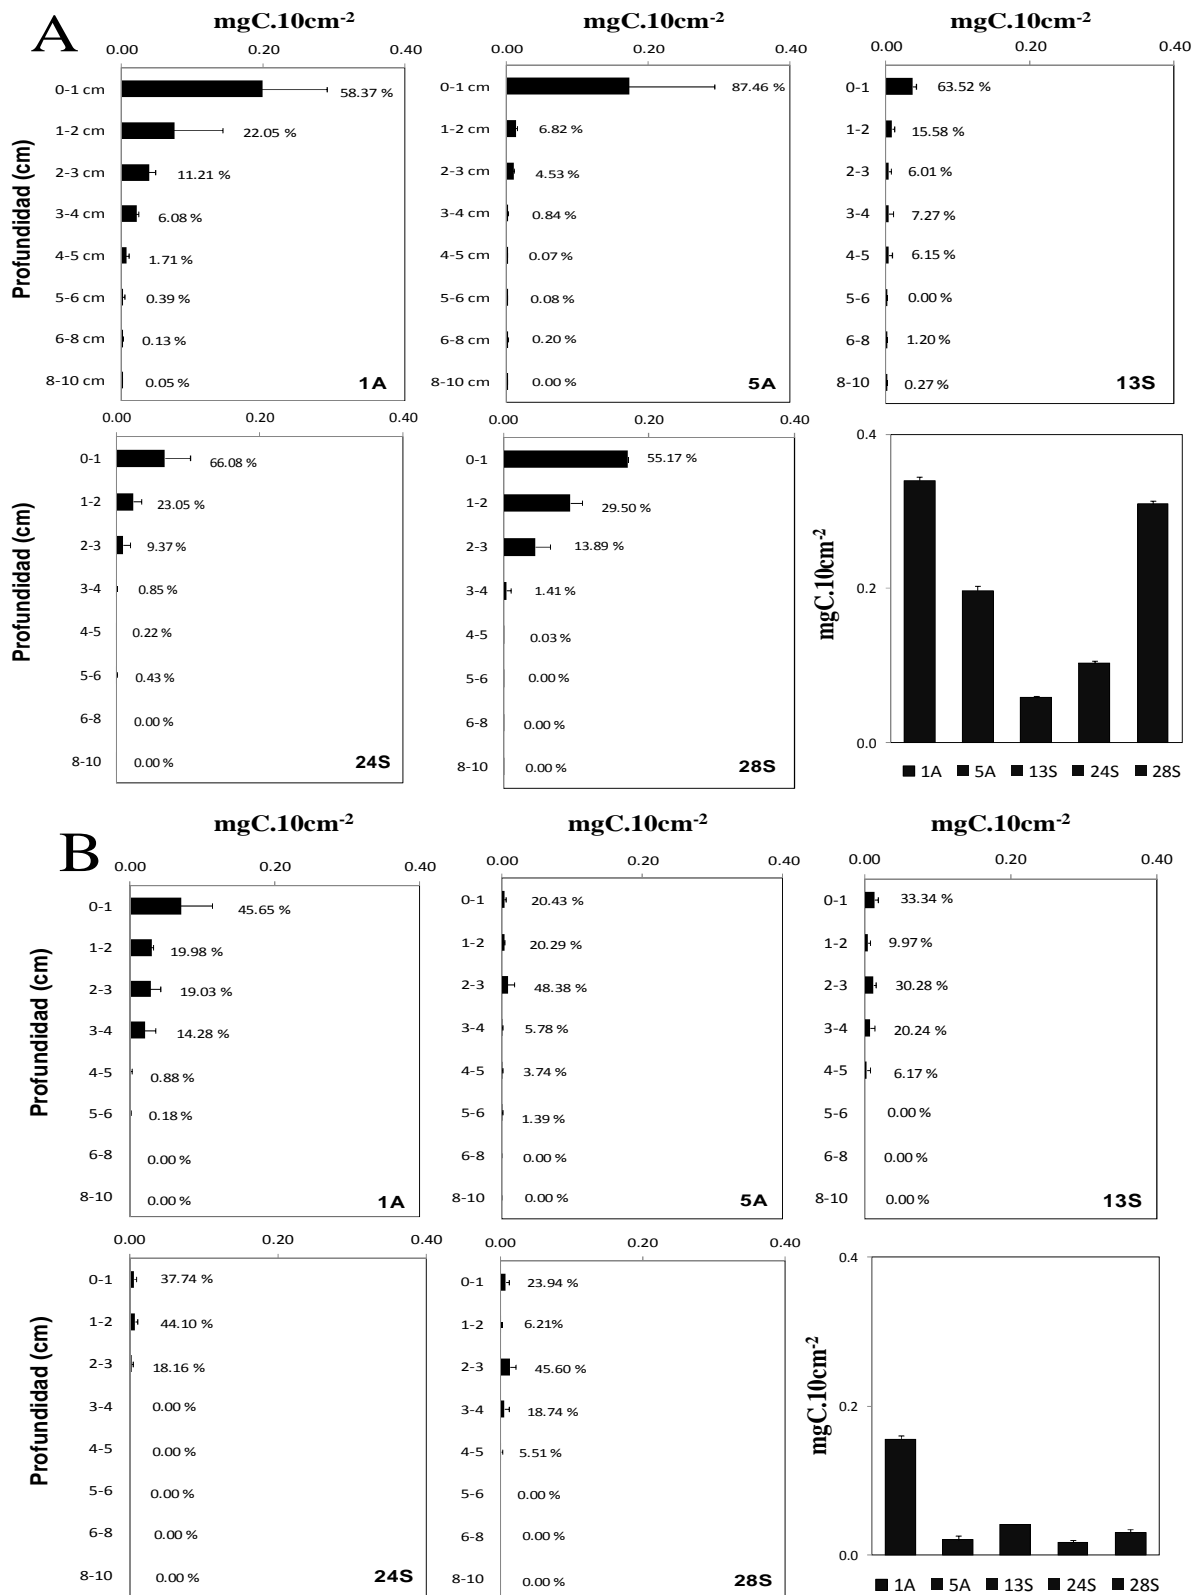 A
mgC.10cm-2
mgC.10cm-2
mgC.10cm-2
0.00 0.20 0.40
0.00 0.20 0.40
0.00 0.20 0.40
Profundidad (cm)
0-1 cm 58.37 %
1-2 cm 22.05 %
2-3 cm 11.21 %
3-4 cm 6.08 %
4-5 cm 1.71 %
5-6 cm 0.39 %
6-8 cm 0.13 %
8-10 cm 0.05 %
1A
0-1 cm 87.46 %
1-2 cm 6.82 %
2-3 cm 4.53 %
3-4 cm 0.84 %
4-5 cm 0.07 %
5-6 cm 0.08 %
6-8 cm 0.20 %
8-10 cm 0.00 %
5A
0-1 63.52 %
1-2 15.58 %
2-3 6.01 %
3-4 7.27 %
4-5 6.15 %
5-6 0.00 %
6-8 1.20 %
8-10 0.27 %
13S
0.00 0.20 0.40
Profundidad (cm)
0-1 66.08 %
1-2 23.05 %
2-3 9.37 %
3-4 0.85 %
4-5 0.22 %
5-6 0.43 %
6-8 0.00 %
8-10 0.00 %
24S
0.00 0.20 0.40
0-1 55.17 %
1-2 29.50 %
2-3 13.89 %
3-4 1.41 %
4-5 0.03 %
5-6 0.00 %
6-8 0.00 %
8-10 0.00 %
28S
mgC.10cm-2
0.4
0.2
0.0
1A 5A 13S 24S 28S
B
mgC.10cm-2
mgC.10cm-2
mgC.10cm-2
0.00 0.20 0.40
0.00 0.20 0.40
0.00 0.20 0.40
Profundidad (cm)
0-1 45.65 %
1-2 19.98 %
2-3 19.03 %
3-4 14.28 %
4-5 0.88 %
5-6 0.18 %
6-8 0.00 %
8-10 0.00 %
1A
0-1 20.43 %
1-2 20.29 %
2-3 48.38 %
3-4 5.78 %
4-5 3.74 %
5-6 1.39 %
6-8 0.00 %
8-10 0.00 %
5A
0-1 33.34 %
1-2 9.97 %
2-3 30.28 %
3-4 20.24 %
4-5 6.17 %
5-6 0.00 %
6-8 0.00 %
8-10 0.00 %
13S
0.00 0.20 0.40
Profundidad (cm)
0-1 37.74 %
1-2 44.10 %
2-3 18.16 %
3-4 0.00 %
4-5 0.00 %
5-6 0.00 %
6-8 0.00 %
8-10 0.00 %
24S
0.00 0.20 0.40
0-1 23.94 %
1-2 6.21%
2-3 45.60 %
3-4 18.74 %
4-5 5.51 %
5-6 0.00 %
6-8 0.00 %
8-10 0.00 %
28S
mgC.10cm-2
0.4
0.2
0.0
1A 5A 13S 24S 28S